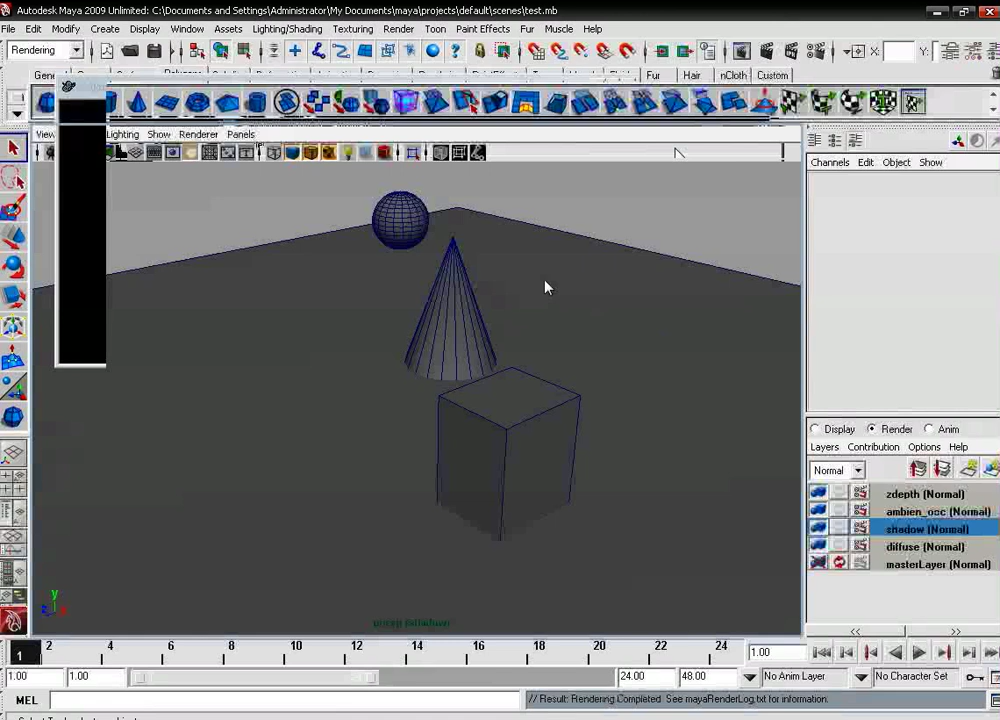 Autodesk Maya 2009 Unlimited: C:\Documents and Settings\Administrator\My Documents\maya\projects\default\scenes\test.mb
File Edit Modify Create Display Window Assets Lighting/Shading Texturing Render Toon Paint Effects Fur Muscle Help
Rendering X: Y:
Fur Hair nCloth Custom
Lighting Show Renderer Panels
Channels Edit Object Show
Display Render Anim
Layers Contribution Options Help
Normal
zdepth (Normal)
ambien_occ (Normal)
shadow (Normal)
diffuse (Normal)
masterLayer (Normal)
y
<< >>
1 2 4 6 8 10 12 14 16 18 20 22 24 1.00
1.00 1.00 24.00 48.00 No Anim Layer No Character Set
MEL // Result: Rendering Completed. See mayaRenderLog.txt for information.